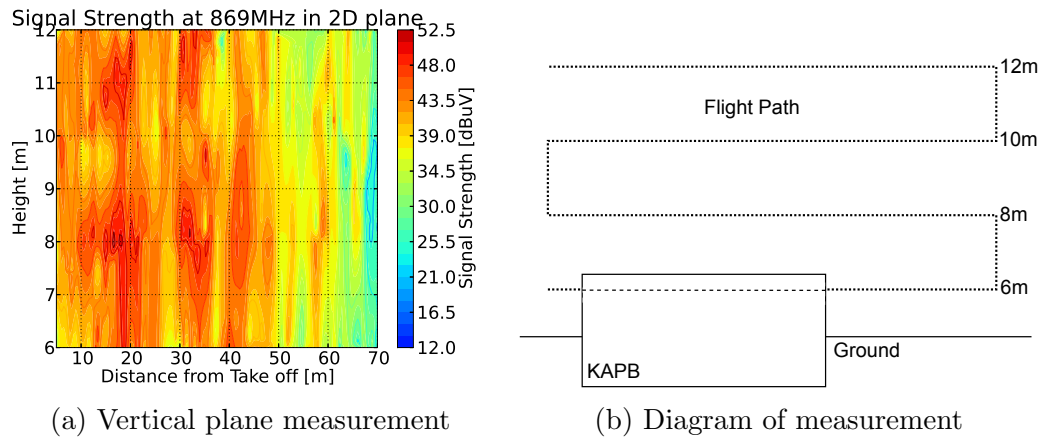 Signal Strength at 869MHz in 2D plane
12
11
10
9
8
7
6
Height [m]
10 20 30 40 50 60 70
Distance from Take off [m]
52.5
48.0
43.5
39.0
34.5
30.0
25.5
21.0
16.5
12.0
Signal Strength [dBuV]
(a) Vertical plane measurement
12m
Flight Path
10m
8m
6m
Ground
KAPB
(b) Diagram of measurement